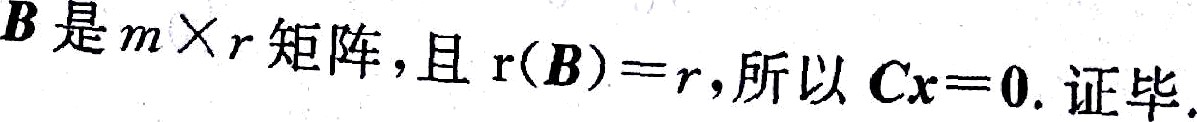 B 是 m×r 矩阵,且 r(B)=r,所以 Cx=0. 证毕.